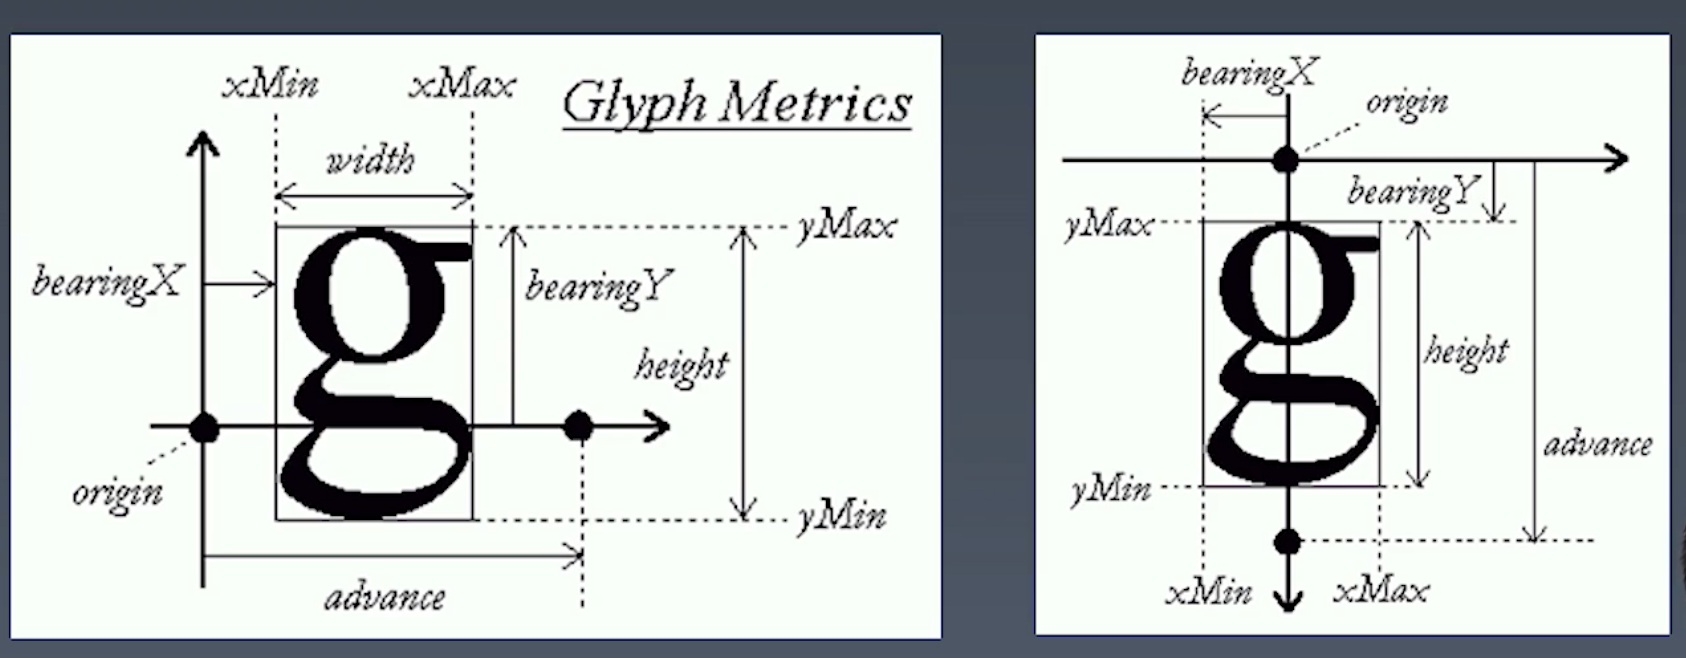 xMin xMax Glyph Metrics
width
yMax
bearingX
bearingY
height
origin
yMin
advance
bearingX
origin
bearingY
yMax
height
advance
yMin
xMin xMax
g
g